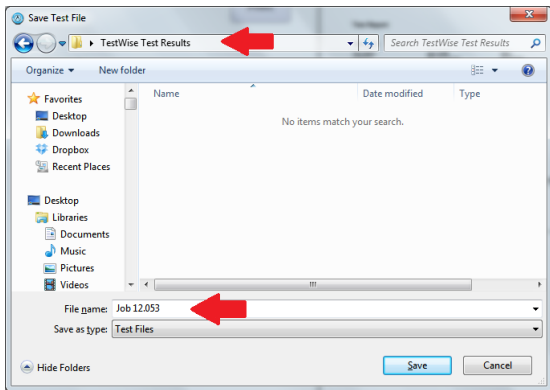 Save Test File
TestWise Test Results
Search TestWise Test Results
Organize
New folder
Name
Date modified
Type
No items match your search.
Favorites
Desktop
Downloads
Dropbox
Recent Places
Desktop
Libraries
Documents
Music
Pictures
Videos
File name: Job 12.053
Save as type: Test Files
Hide Folders
Save
Cancel